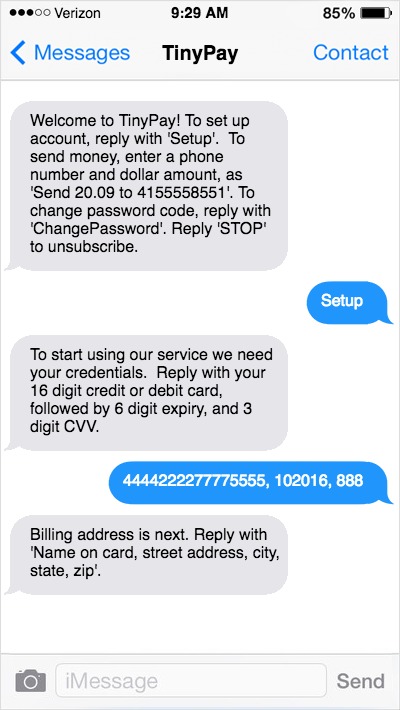 ●●●○○ Verizon 9:29 AM 85%
Messages TinyPay Contact
Welcome to TinyPay! To set up
account, reply with 'Setup'. To
send money, enter a phone
number and dollar amount, as
'Send 20.09 to 4155558551'. To
change password code, reply with
'ChangePassword'. Reply 'STOP'
to unsubscribe.
Setup
To start using our service we need
your credentials. Reply with your
16 digit credit or debit card,
followed by 6 digit expiry, and 3
digit CVV.
4444222277775555, 102016, 888
Billing address is next. Reply with
'Name on card, street address, city,
state, zip'.
iMessage Send